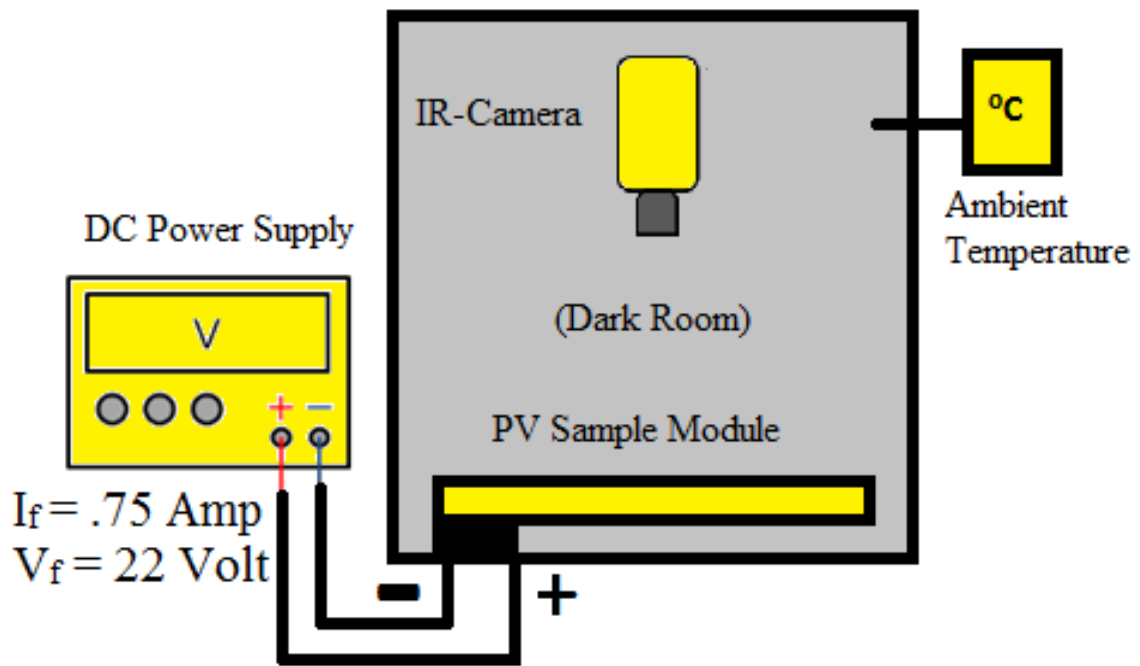 IR-Camera
°C
Ambient
Temperature
DC Power Supply
V
(Dark Room)
+ −
PV Sample Module
If = .75 Amp
Vf = 22 Volt
- +